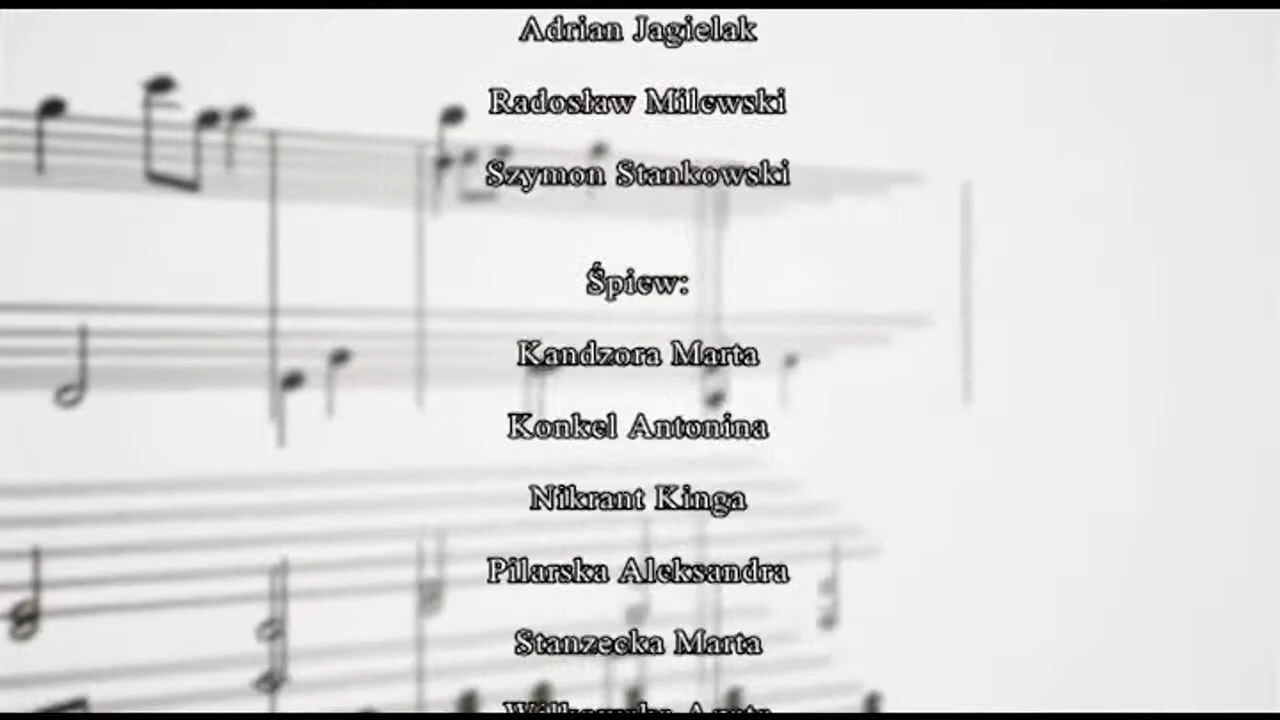 Adrian Jagielak
Radosław Milewski
Szymon Stankowski
Śpiew:
Kandzora Marta
Konkel Antonina
Nikrant Kinga
Pilarska Aleksandra
Stanzecka Marta